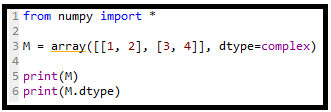 1 from numpy import *
2
3 M = array([[1, 2], [3, 4]], dtype=complex)
4
5 print(M)
6 print(M.dtype)